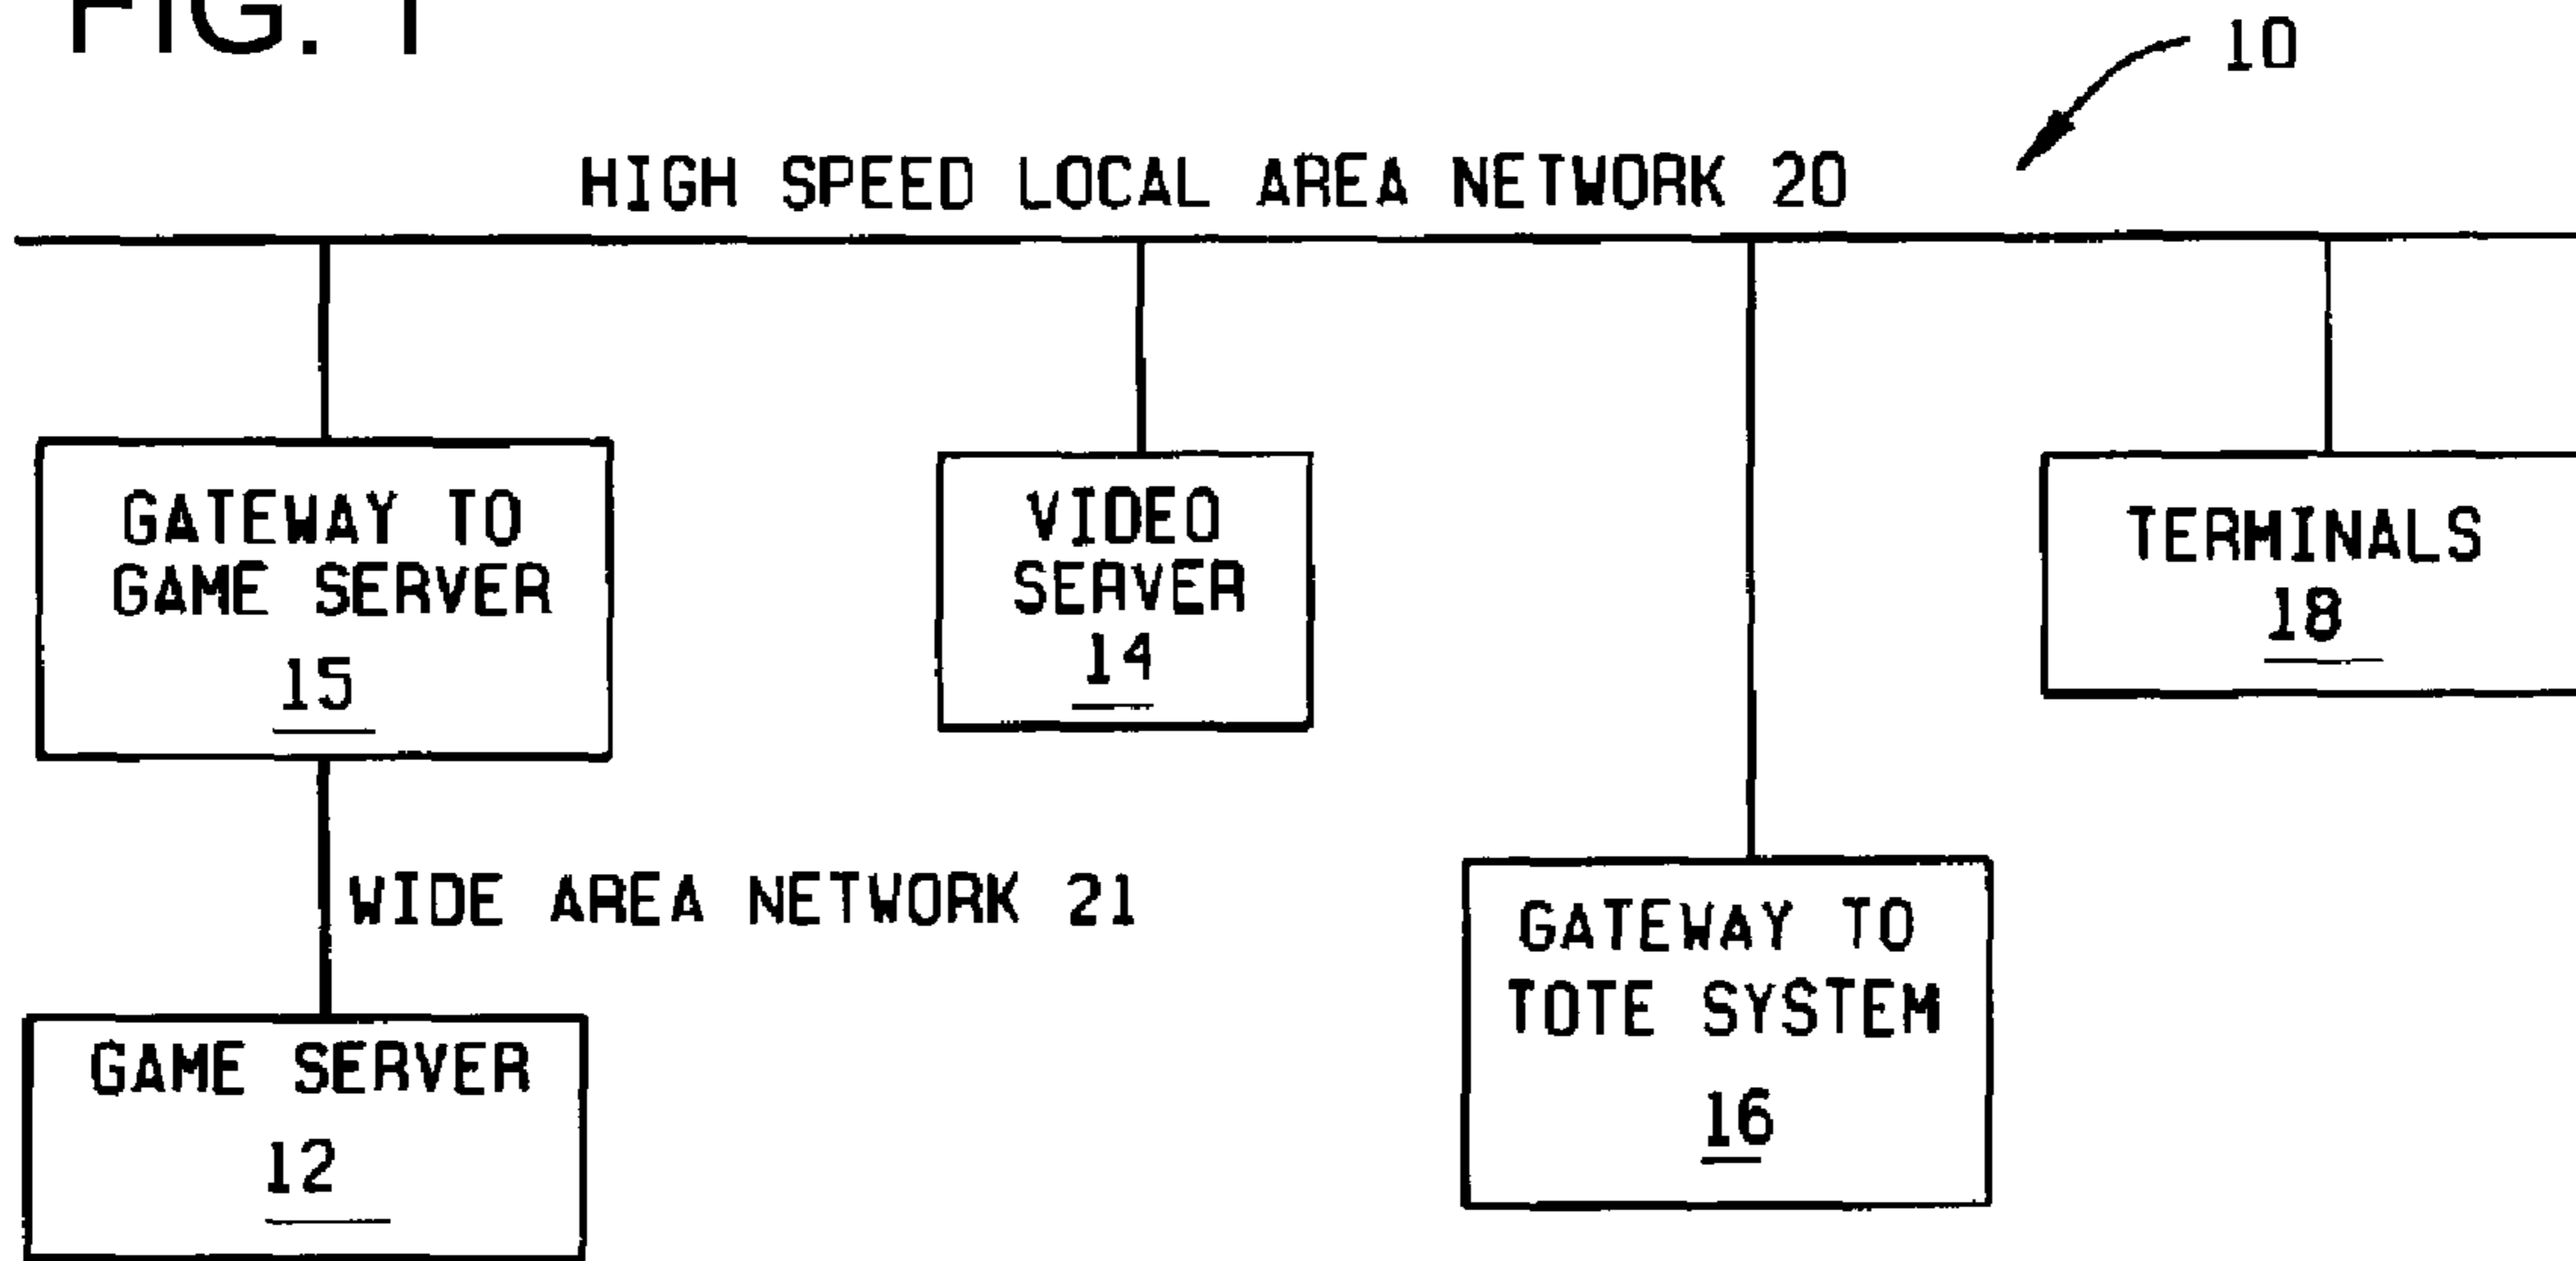 FIG. 1
10
HIGH SPEED LOCAL AREA NETWORK 20
GATEWAY TO
GAME SERVER
15
VIDEO
SERVER
14
TERMINALS
18
WIDE AREA NETWORK 21
GATEWAY TO
TOTE SYSTEM
16
GAME SERVER
12